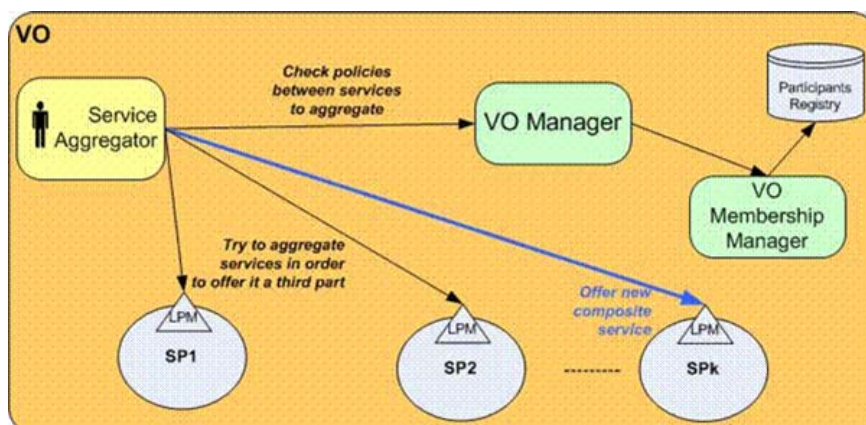 VO
Service
Aggregator
Check policies
between services
to aggregate
VO Manager
Participants
Registry
VO
Membership
Manager
Try to aggregate
services in order
to offer it a third part
Offer new
composite
service
LPM
SP1
LPM
SP2
LPM
SPk